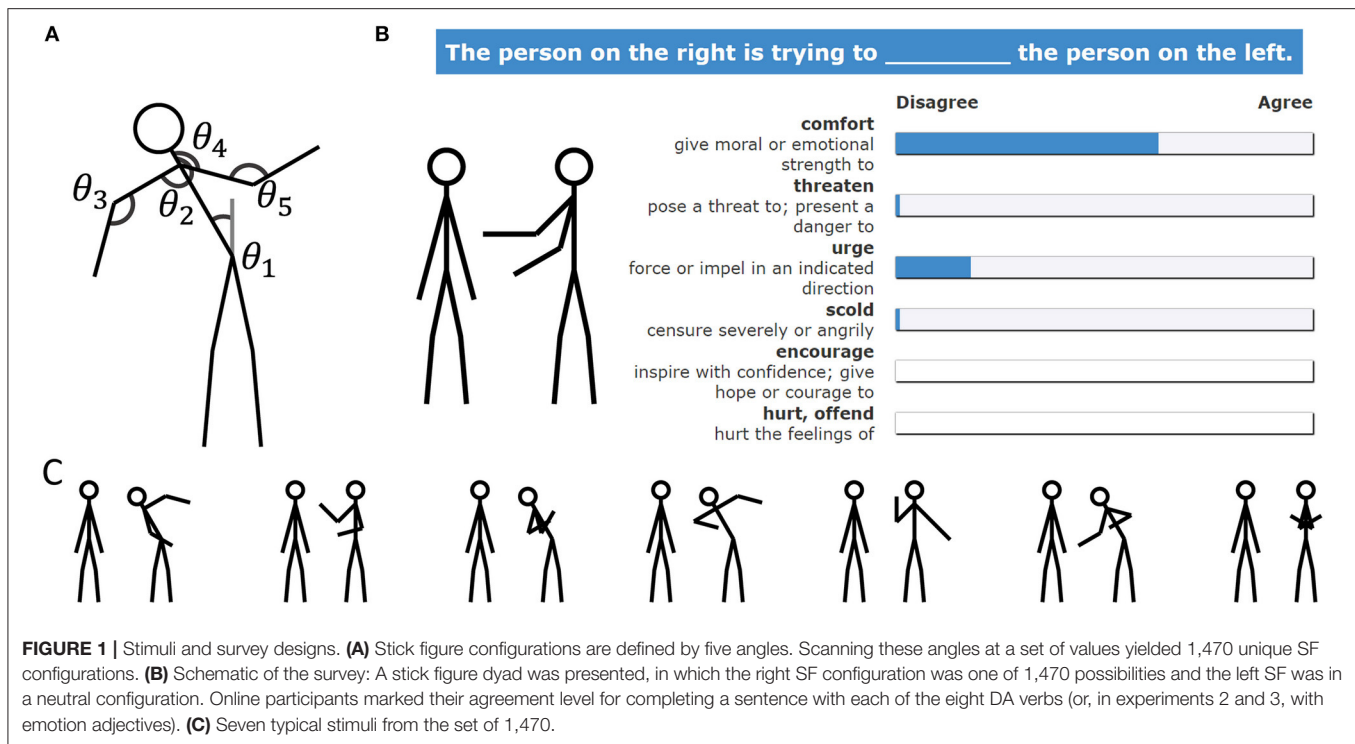 A
B
The person on the right is trying to __________ the person on the left.
Disagree
Agree
comfort
give moral or emotional
strength to
threaten
pose a threat to; present a
danger to
urge
force or impel in an indicated
direction
scold
censure severely or angrily
encourage
inspire with confidence; give
hope or courage to
hurt, offend
hurt the feelings of
θ4
θ3
θ2
θ5
θ1
C
FIGURE 1 | Stimuli and survey designs. (A) Stick figure configurations are defined by five angles. Scanning these angles at a set of values yielded 1,470 unique SF
configurations. (B) Schematic of the survey: A stick figure dyad was presented, in which the right SF configuration was one of 1,470 possibilities and the left SF was in
a neutral configuration. Online participants marked their agreement level for completing a sentence with each of the eight DA verbs (or, in experiments 2 and 3, with
emotion adjectives). (C) Seven typical stimuli from the set of 1,470.